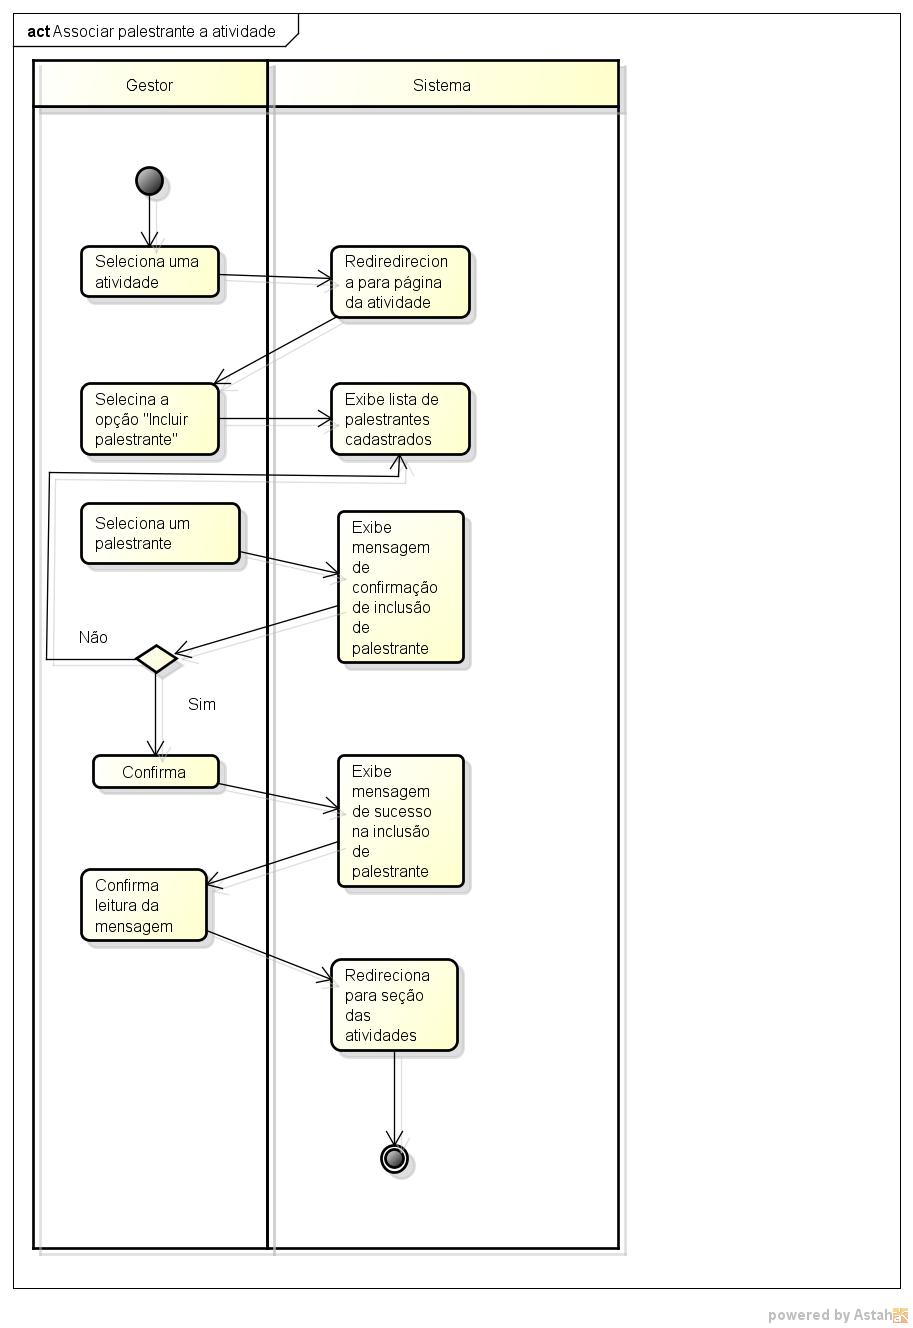 act Associar palestrante a atividade
Gestor
Sistema
Seleciona uma
atividade
Rediredirecion
a para página
da atividade
Selecina a
opção "Incluir
palestrante"
Exibe lista de
palestrantes
cadastrados
Seleciona um
palestrante
Exibe
mensagem
de
confirmação
de inclusão
de
palestrante
Não
Sim
Confirma
Exibe
mensagem
de sucesso
na inclusão
de
palestrante
Confirma
leitura da
mensagem
Redireciona
para seção
das
atividades
powered by Astah